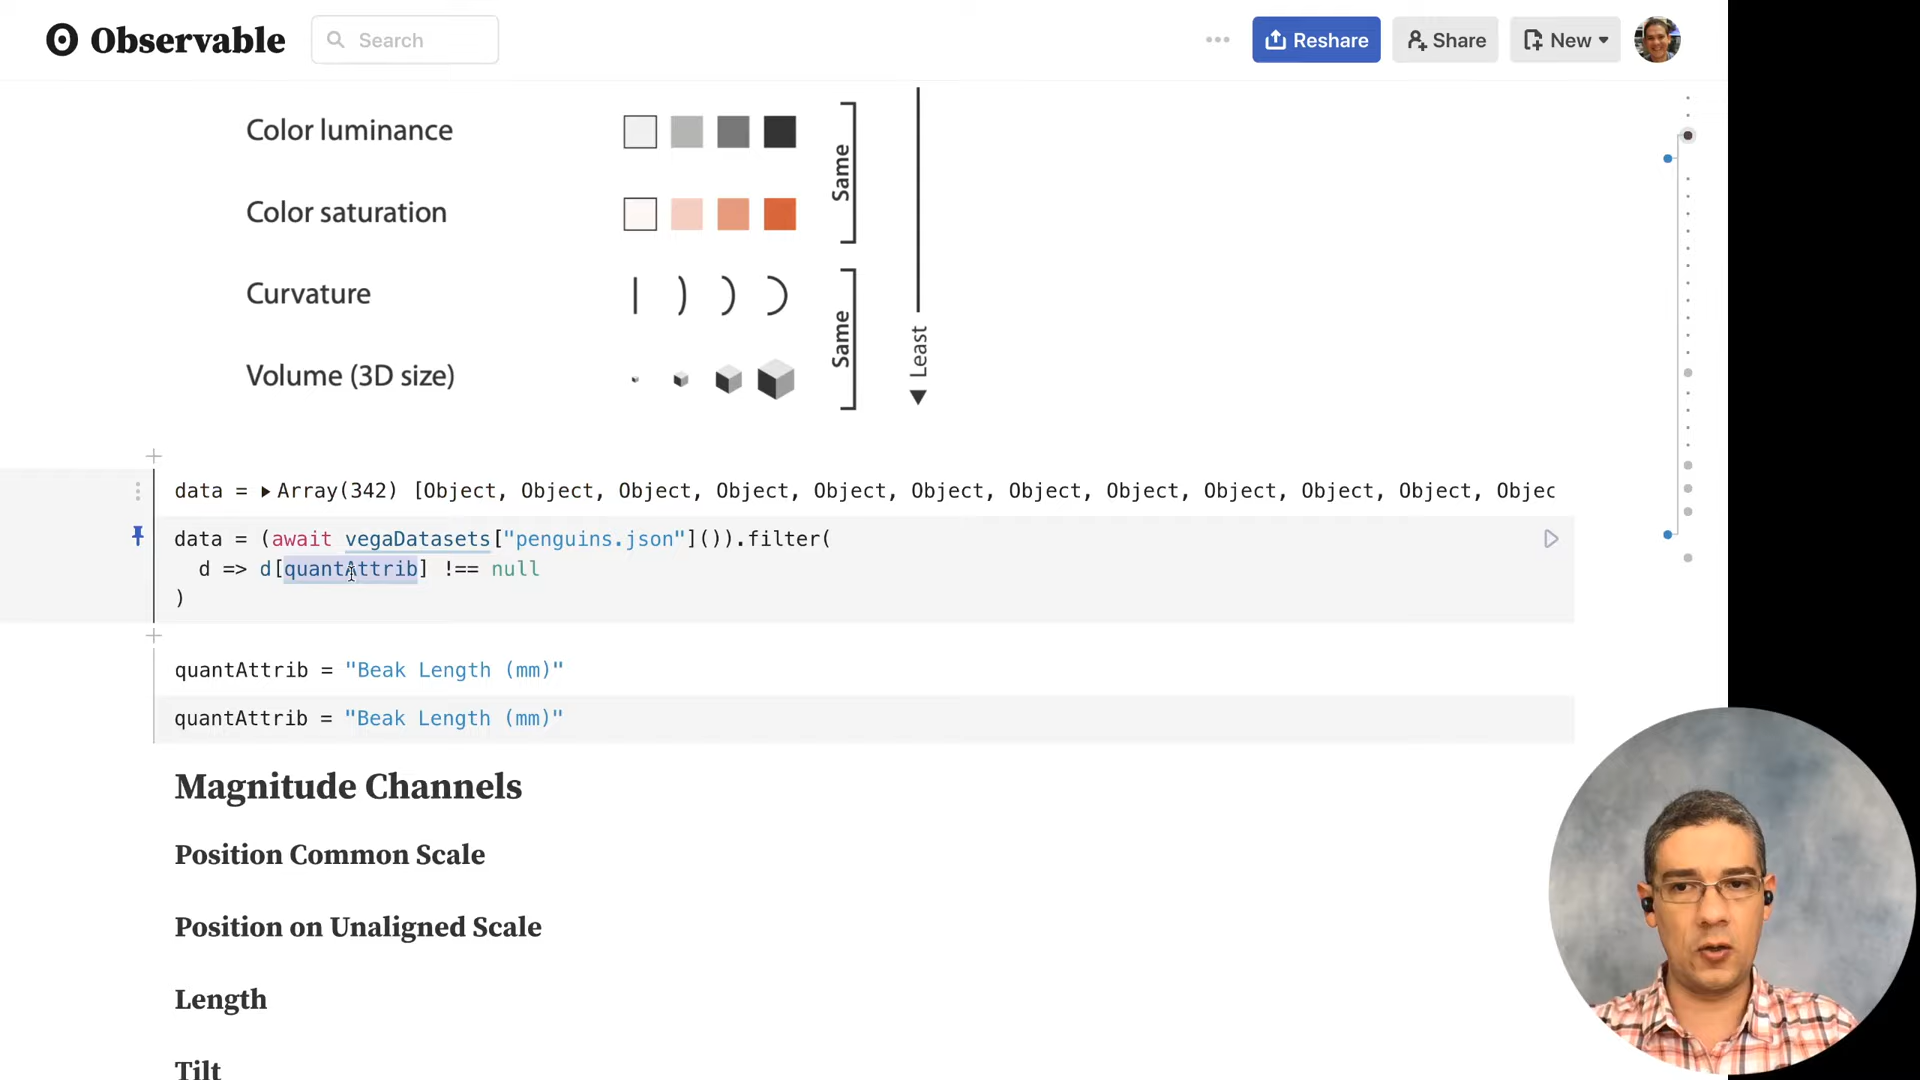 Observable
Search
Reshare
Share
New
Color luminance
Color saturation
Same
Curvature
Volume (3D size)
Same
Least
data = Array(342) [Object, Object, Object, Object, Object, Object, Object, Object, Object, Object, Object, Objec
data = (await vegaDatasets["penguins.json"]()).filter(
d => d[quantAttrib] !== null
)
quantAttrib = "Beak Length (mm)"
quantAttrib = "Beak Length (mm)"
Magnitude Channels
Position Common Scale
Position on Unaligned Scale
Length
Tilt